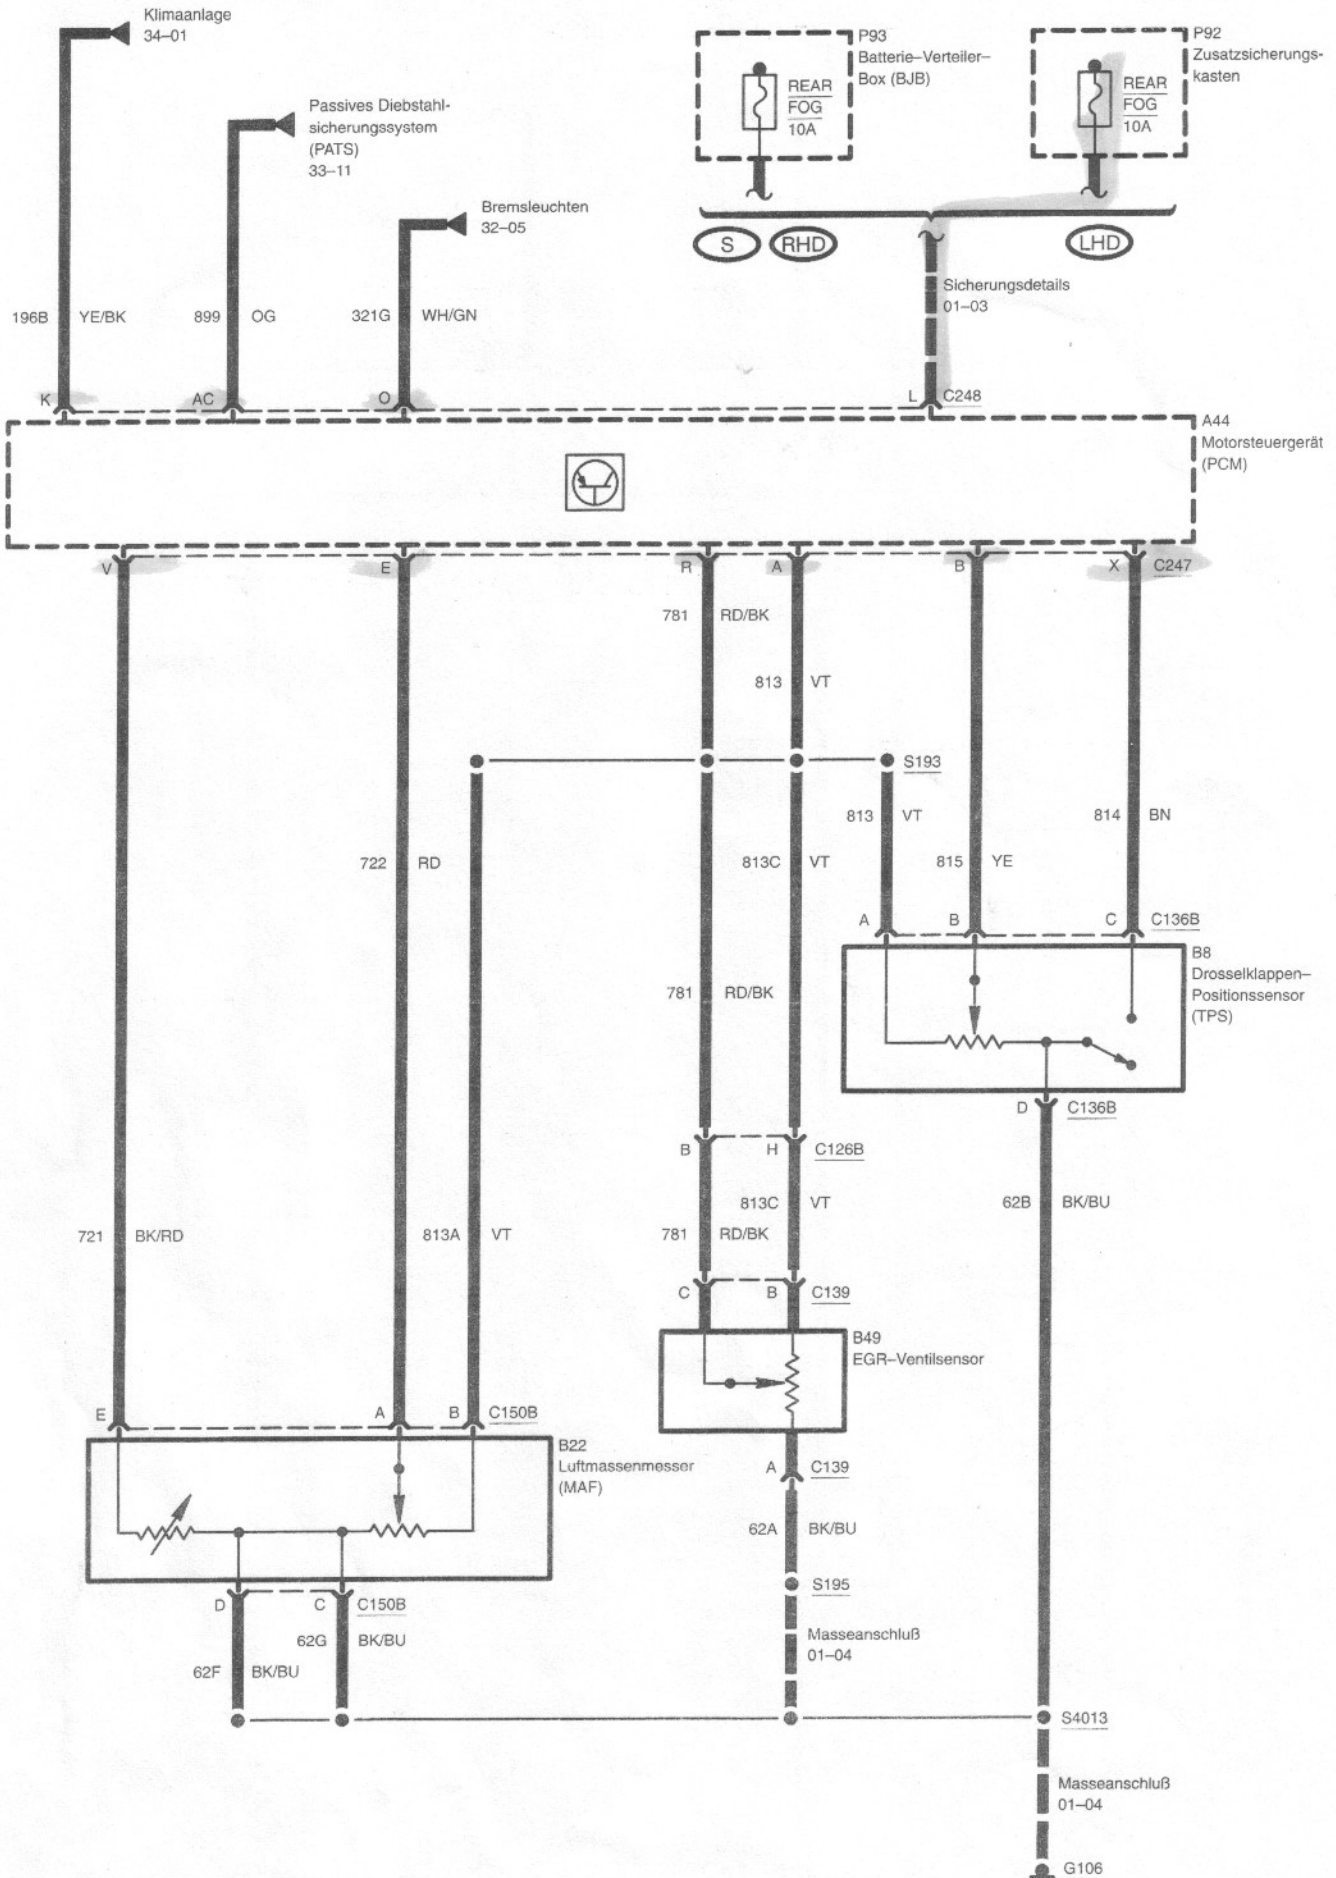 Klimaanlage
34–01
P93
Batterie–Verteiler–
Box (BJB)
P92
Zusatzsicherungs-
kasten
REAR
FOG
10A
REAR
FOG
10A
Passives Diebstahl-
sicherungssystem
(PATS)
33–11
Bremsleuchten
32–05
S
RHD
LHD
Sicherungsdetails
01–03
196B YE/BK
899 OG
321G WH/GN
K
AC
O
L C248
A44
Motorsteuergerät
(PCM)
V
E
R
A
B
X C247
781 RD/BK
813 VT
S193
813 VT
814 BN
722 RD
813C VT
815 YE
A
B
C C136B
B8
Drosselklappen–
Positionssensor
(TPS)
781 RD/BK
D C136B
B
H C126B
813C VT
62B BK/BU
721 BK/RD
813A VT
781 RD/BK
C
B C139
B49
EGR–Ventilsensor
E
A
B C150B
B22
Luftmassenmesser
(MAF)
A C139
62A BK/BU
S195
D
C C150B
62G BK/BU
Masseanschluß
01–04
62F BK/BU
S4013
Masseanschluß
01–04
G106